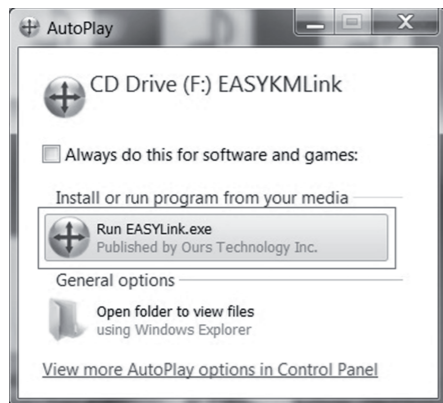 AutoPlay
CD Drive (F:) EASYKMLink
Always do this for software and games:
Install or run program from your media
Run EASYLink.exe
Published by Ours Technology Inc.
General options
Open folder to view files
using Windows Explorer
View more AutoPlay options in Control Panel